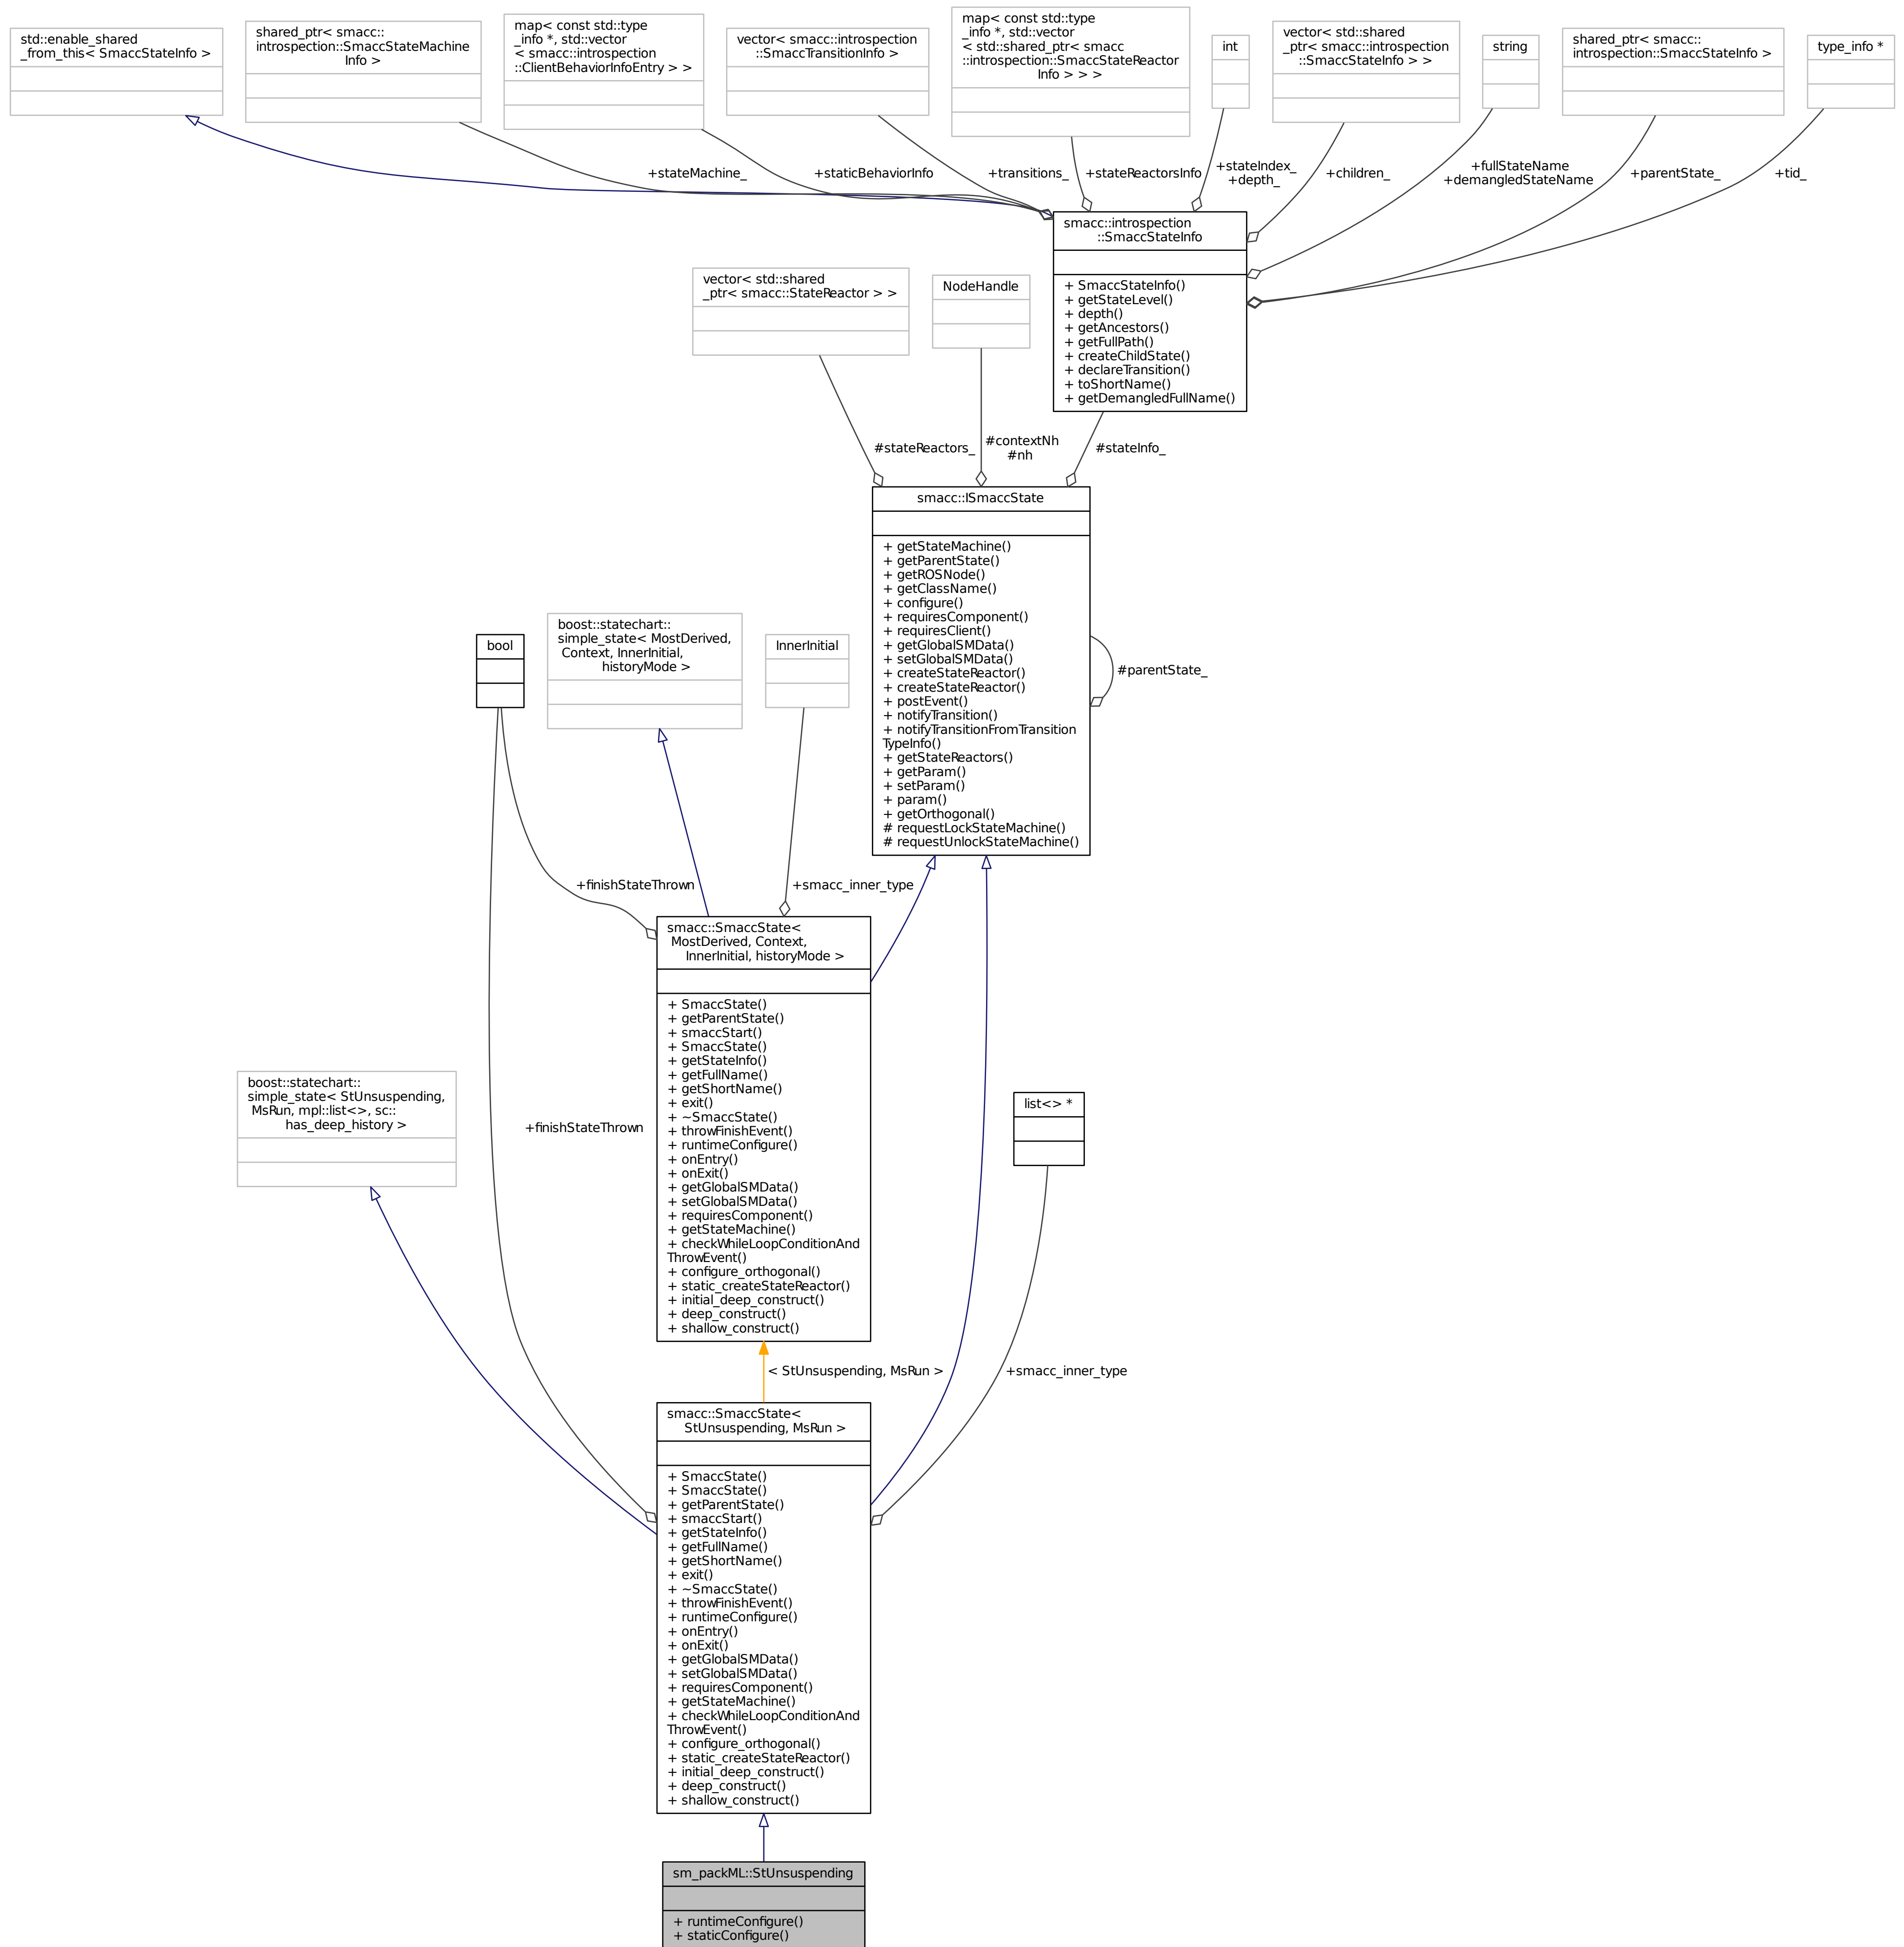 std::enable_shared
_from_this< SmaccStateInfo >
shared_ptr< smacc::
introspection::SmaccStateMachine
Info >
map< const std::type
_info *, std::vector
< smacc::introspection
::ClientBehaviorInfoEntry > >
vector< smacc::introspection
::SmaccTransitionInfo >
map< const std::type
_info *, std::vector
< std::shared_ptr< smacc
::introspection::SmaccStateReactor
Info > > >
int
vector< std::shared
_ptr< smacc::introspection
::SmaccStateInfo > >
string
shared_ptr< smacc::
introspection::SmaccStateInfo >
type_info *
+stateMachine_
+staticBehaviorInfo
+transitions_
+stateReactorsInfo
+stateIndex_
+depth_
+children_
+fullStateName
+demangledStateName
+parentState_
+tid_
smacc::introspection
::SmaccStateInfo
+ SmaccStateInfo()
+ getStateLevel()
+ depth()
+ getAncestors()
+ getFullPath()
+ createChildState()
+ declareTransition()
+ toShortName()
+ getDemangledFullName()
vector< std::shared
_ptr< smacc::StateReactor > >
NodeHandle
#stateReactors_
#contextNh
#nh
#stateInfo_
smacc::ISmaccState
+ getStateMachine()
+ getParentState()
+ getROSNode()
+ getClassName()
+ configure()
+ requiresComponent()
+ requiresClient()
+ getGlobalSMData()
+ setGlobalSMData()
+ createStateReactor()
+ createStateReactor()
+ postEvent()
+ notifyTransition()
+ notifyTransitionFromTransition
TypeInfo()
+ getStateReactors()
+ getParam()
+ setParam()
+ param()
+ getOrthogonal()
# requestLockStateMachine()
# requestUnlockStateMachine()
#parentState_
bool
boost::statechart::
simple_state< MostDerived,
Context, InnerInitial,
historyMode >
InnerInitial
+finishStateThrown
+smacc_inner_type
smacc::SmaccState<
MostDerived, Context,
InnerInitial, historyMode >
+ SmaccState()
+ getParentState()
+ smaccStart()
+ SmaccState()
+ getStateInfo()
+ getFullName()
+ getShortName()
+ exit()
+ ~SmaccState()
+ throwFinishEvent()
+ runtimeConfigure()
+ onEntry()
+ onExit()
+ getGlobalSMData()
+ setGlobalSMData()
+ requiresComponent()
+ getStateMachine()
+ checkWhileLoopConditionAnd
ThrowEvent()
+ configure_orthogonal()
+ static_createStateReactor()
+ initial_deep_construct()
+ deep_construct()
+ shallow_construct()
boost::statechart::
simple_state< StUnsuspending,
MsRun, mpl::list<>, sc::
has_deep_history >
+finishStateThrown
list<> *
< StUnsuspending, MsRun >
+smacc_inner_type
smacc::SmaccState<
StUnsuspending, MsRun >
+ SmaccState()
+ SmaccState()
+ getParentState()
+ smaccStart()
+ getStateInfo()
+ getFullName()
+ getShortName()
+ exit()
+ ~SmaccState()
+ throwFinishEvent()
+ runtimeConfigure()
+ onEntry()
+ onExit()
+ getGlobalSMData()
+ setGlobalSMData()
+ requiresComponent()
+ getStateMachine()
+ checkWhileLoopConditionAnd
ThrowEvent()
+ configure_orthogonal()
+ static_createStateReactor()
+ initial_deep_construct()
+ deep_construct()
+ shallow_construct()
sm_packML::StUnsuspending
+ runtimeConfigure()
+ staticConfigure()